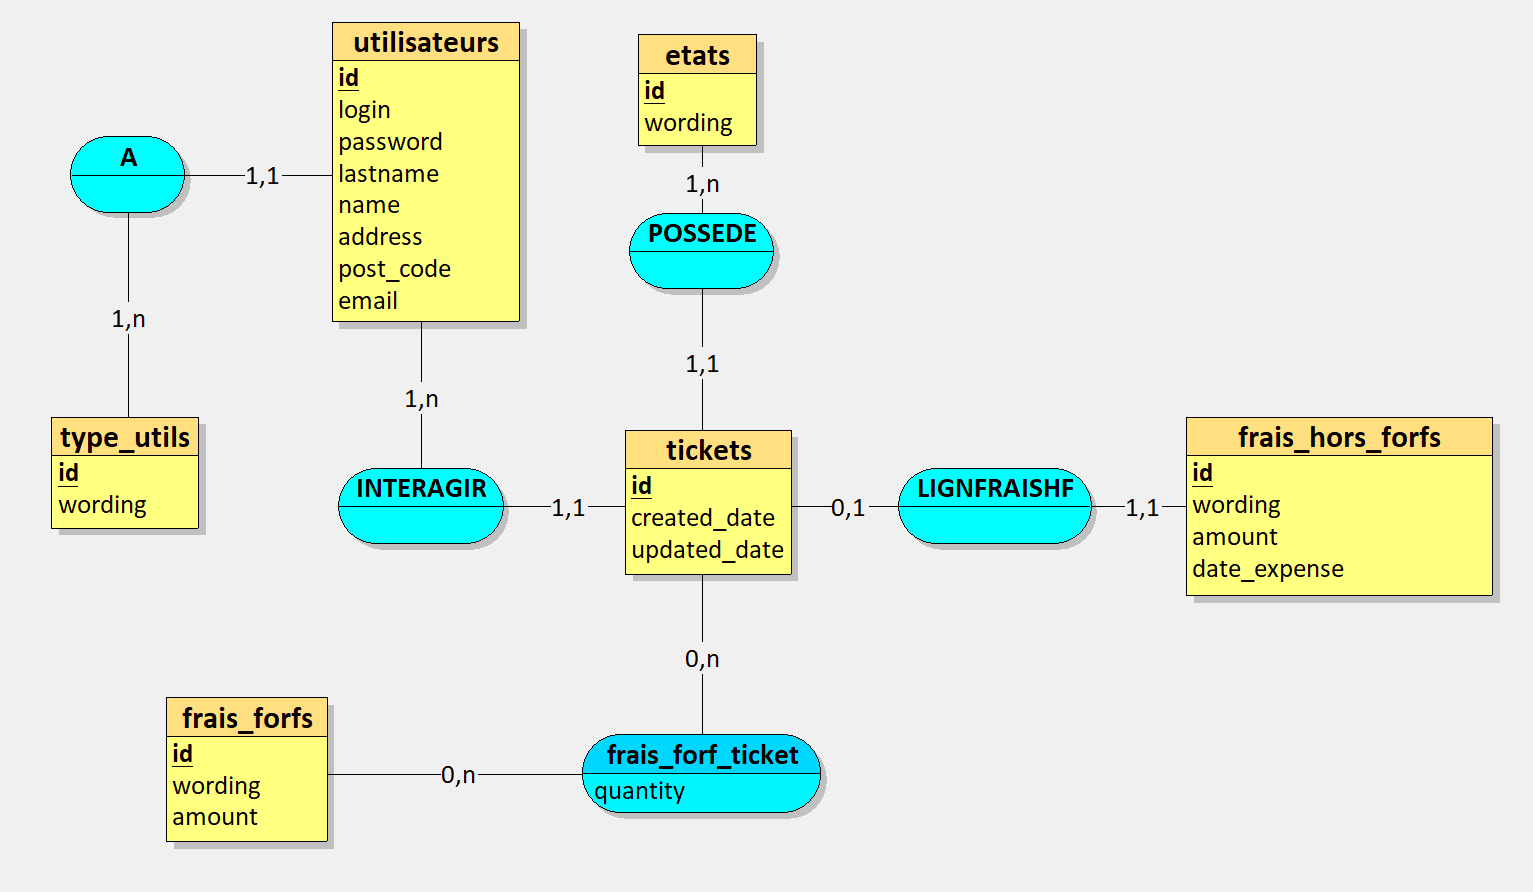 utilisateurs
id
login
password
lastname
name
address
post_code
email
etats
id
wording
A
1,1
1,n
POSSEDE
1,n
1,1
1,n
type_utils
id
wording
INTERAGIR
1,1
tickets
id
created_date
updated_date
0,1
LIGNFRAISHF
1,1
frais_hors_forfs
id
wording
amount
date_expense
0,n
frais_forfs
id
wording
amount
0,n
frais_forf_ticket
quantity